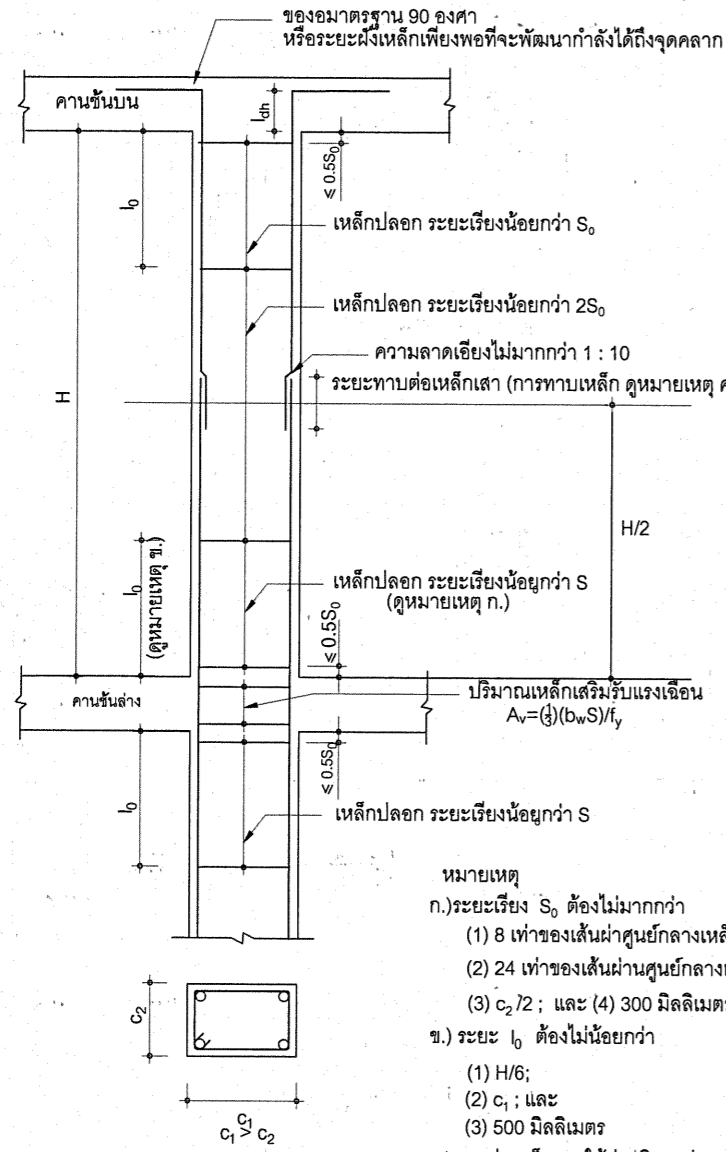 ของอมาตรฐาน 90 องศา
หรือระยะฝังเหล็กเพียงพอที่จะพัฒนากำลังได้ถึงจุดคลาก
คานชั้นบน
l_dh
≤ 0.5S₀
l₀
เหล็กปลอก ระยะเรียงน้อยกว่า S₀
เหล็กปลอก ระยะเรียงน้อยกว่า 2S₀
ความลาดเอียงไม่มากกว่า 1 : 10
ระยะทาบต่อเหล็กเสา (การทาบเหล็ก ดูหมายเหตุ
H
H/2
l₀
(ดูหมายเหตุ ข.)
เหล็กปลอก ระยะเรียงน้อยกว่า S
(ดูหมายเหตุ ก.)
≤ 0.5S₀
คานชั้นล่าง
ปริมาณเหล็กเสริมรับแรงเฉือน
Aᵥ=(⅓)(b_wS)/f_y
≤ 0.5S₀
l₀
เหล็กปลอก ระยะเรียงน้อยกว่า S
หมายเหตุ
ก.)ระยะเรียง S₀ ต้องไม่มากกว่า
(1) 8 เท่าของเส้นผ่าศูนย์กลาง
(2) 24 เท่าของเส้นผ่านศูนย์กลาง
(3) c₂/2 ; และ (4) 300 มิลลิเมตร
ข.) ระยะ l₀ ต้องไม่น้อยกว่า
(1) H/6;
(2) c₁ ; และ
(3) 500 มิลลิเมตร
c₂
c₁
c₁ > c₂